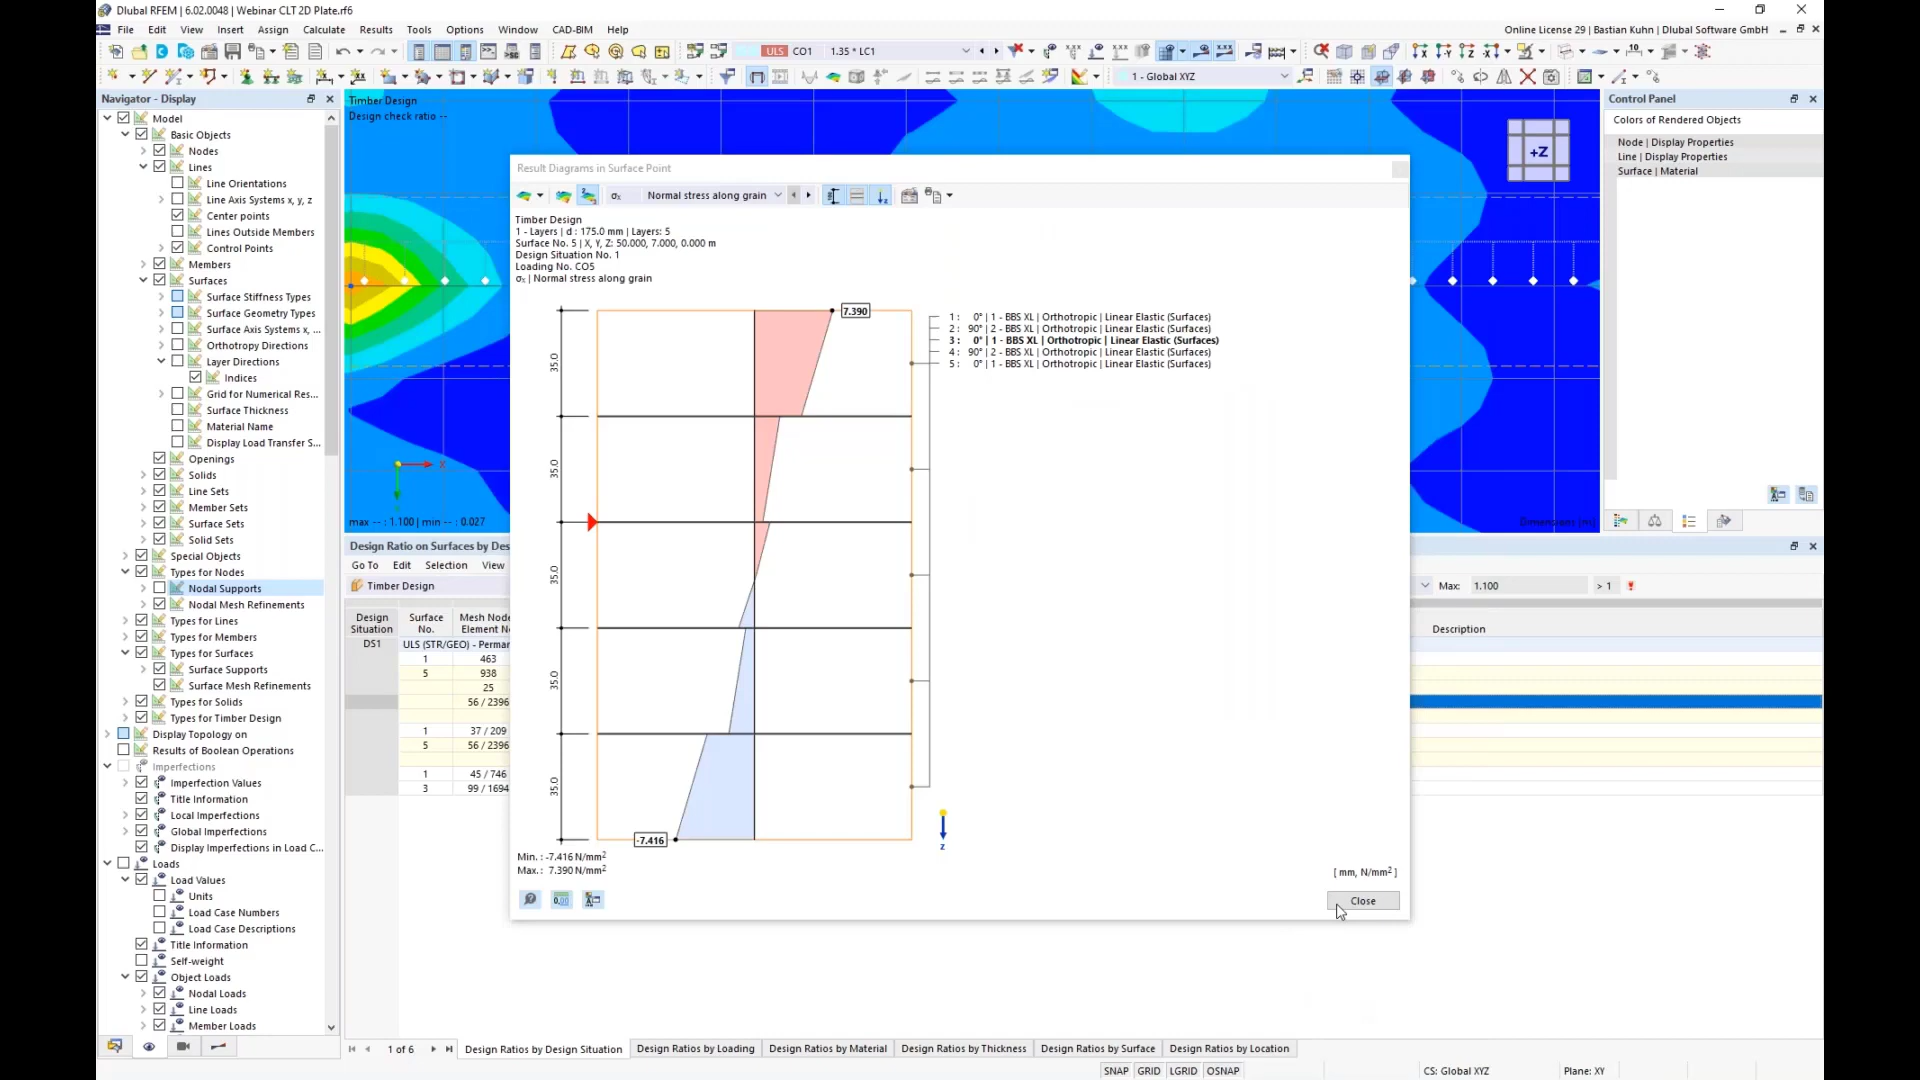 Dlubal RFEM | 6.02.0048 | Webinar CLT 2D Plate.rf6
File Edit View Insert Assign Calculate Results Tools Options Window CAD-BIM Help
Online License 29 | Bastian Kuhn | Dlubal Software GmbH
ULS CO1 1.35 * LC1
1 - Global XYZ
Navigator - Display
Model
Basic Objects
Nodes
Lines
Line Orientations
Line Axis Systems x, y, z
Center points
Lines Outside Members
Control Points
Members
Surfaces
Surface Stiffness Types
Surface Geometry Types
Surface Axis Systems x, ...
Orthotropy Directions
Layer Directions
Indices
Grid for Numerical Res...
Surface Thickness
Material Name
Display Load Transfer S...
Openings
Solids
Line Sets
Member Sets
Surface Sets
Solid Sets
Special Objects
Types for Nodes
Nodal Supports
Nodal Mesh Refinements
Types for Lines
Types for Members
Types for Surfaces
Surface Supports
Surface Mesh Refinements
Types for Solids
Types for Timber Design
Display Topology on
Results of Boolean Operations
Imperfections
Imperfection Values
Title Information
Local Imperfections
Global Imperfections
Display Imperfections in Load C...
Loads
Load Values
Units
Load Case Numbers
Load Case Descriptions
Title Information
Self-weight
Object Loads
Nodal Loads
Line Loads
Member Loads
Timber Design
Design check ratio --
X
max -- : 1.100 | min -- : 0.027
+Z
Control Panel
Colors of Rendered Objects
Node | Display Properties
Line | Display Properties
Surface | Material
Result Diagrams in Surface Point
σx Normal stress along grain
Timber Design
1 - Layers | d : 175.0 mm | Layers: 5
Surface No. 5 | X, Y, Z: 50.000, 7.000, 0.000 m
Design Situation No. 1
Loading No. CO5
σx | Normal stress along grain
7.390
1 : 0° | 1 - BBS XL | Orthotropic | Linear Elastic (Surfaces)
2 : 90° | 2 - BBS XL | Orthotropic | Linear Elastic (Surfaces)
3 : 0° | 1 - BBS XL | Orthotropic | Linear Elastic (Surfaces)
4 : 90° | 2 - BBS XL | Orthotropic | Linear Elastic (Surfaces)
5 : 0° | 1 - BBS XL | Orthotropic | Linear Elastic (Surfaces)
35.0
35.0
35.0
35.0
35.0
-7.416
z
Min. : -7.416 N/mm²
Max. : 7.390 N/mm²
[ mm, N/mm² ]
Close
Design Ratio on Surfaces by Des
Go To Edit Selection View
Timber Design
Max: 1.100 > 1
Design Situation
Surface No.
Mesh Node
Element N
Description
DS1 ULS (STR/GEO) - Permar
1 463
5 938
25
56 / 2396
1 37 / 209
5 56 / 2396
1 45 / 746
3 99 / 1694
1 of 6
Design Ratios by Design Situation Design Ratios by Loading Design Ratios by Material Design Ratios by Thickness Design Ratios by Surface Design Ratios by Location
SNAP GRID LGRID OSNAP CS: Global XYZ Plane: XY